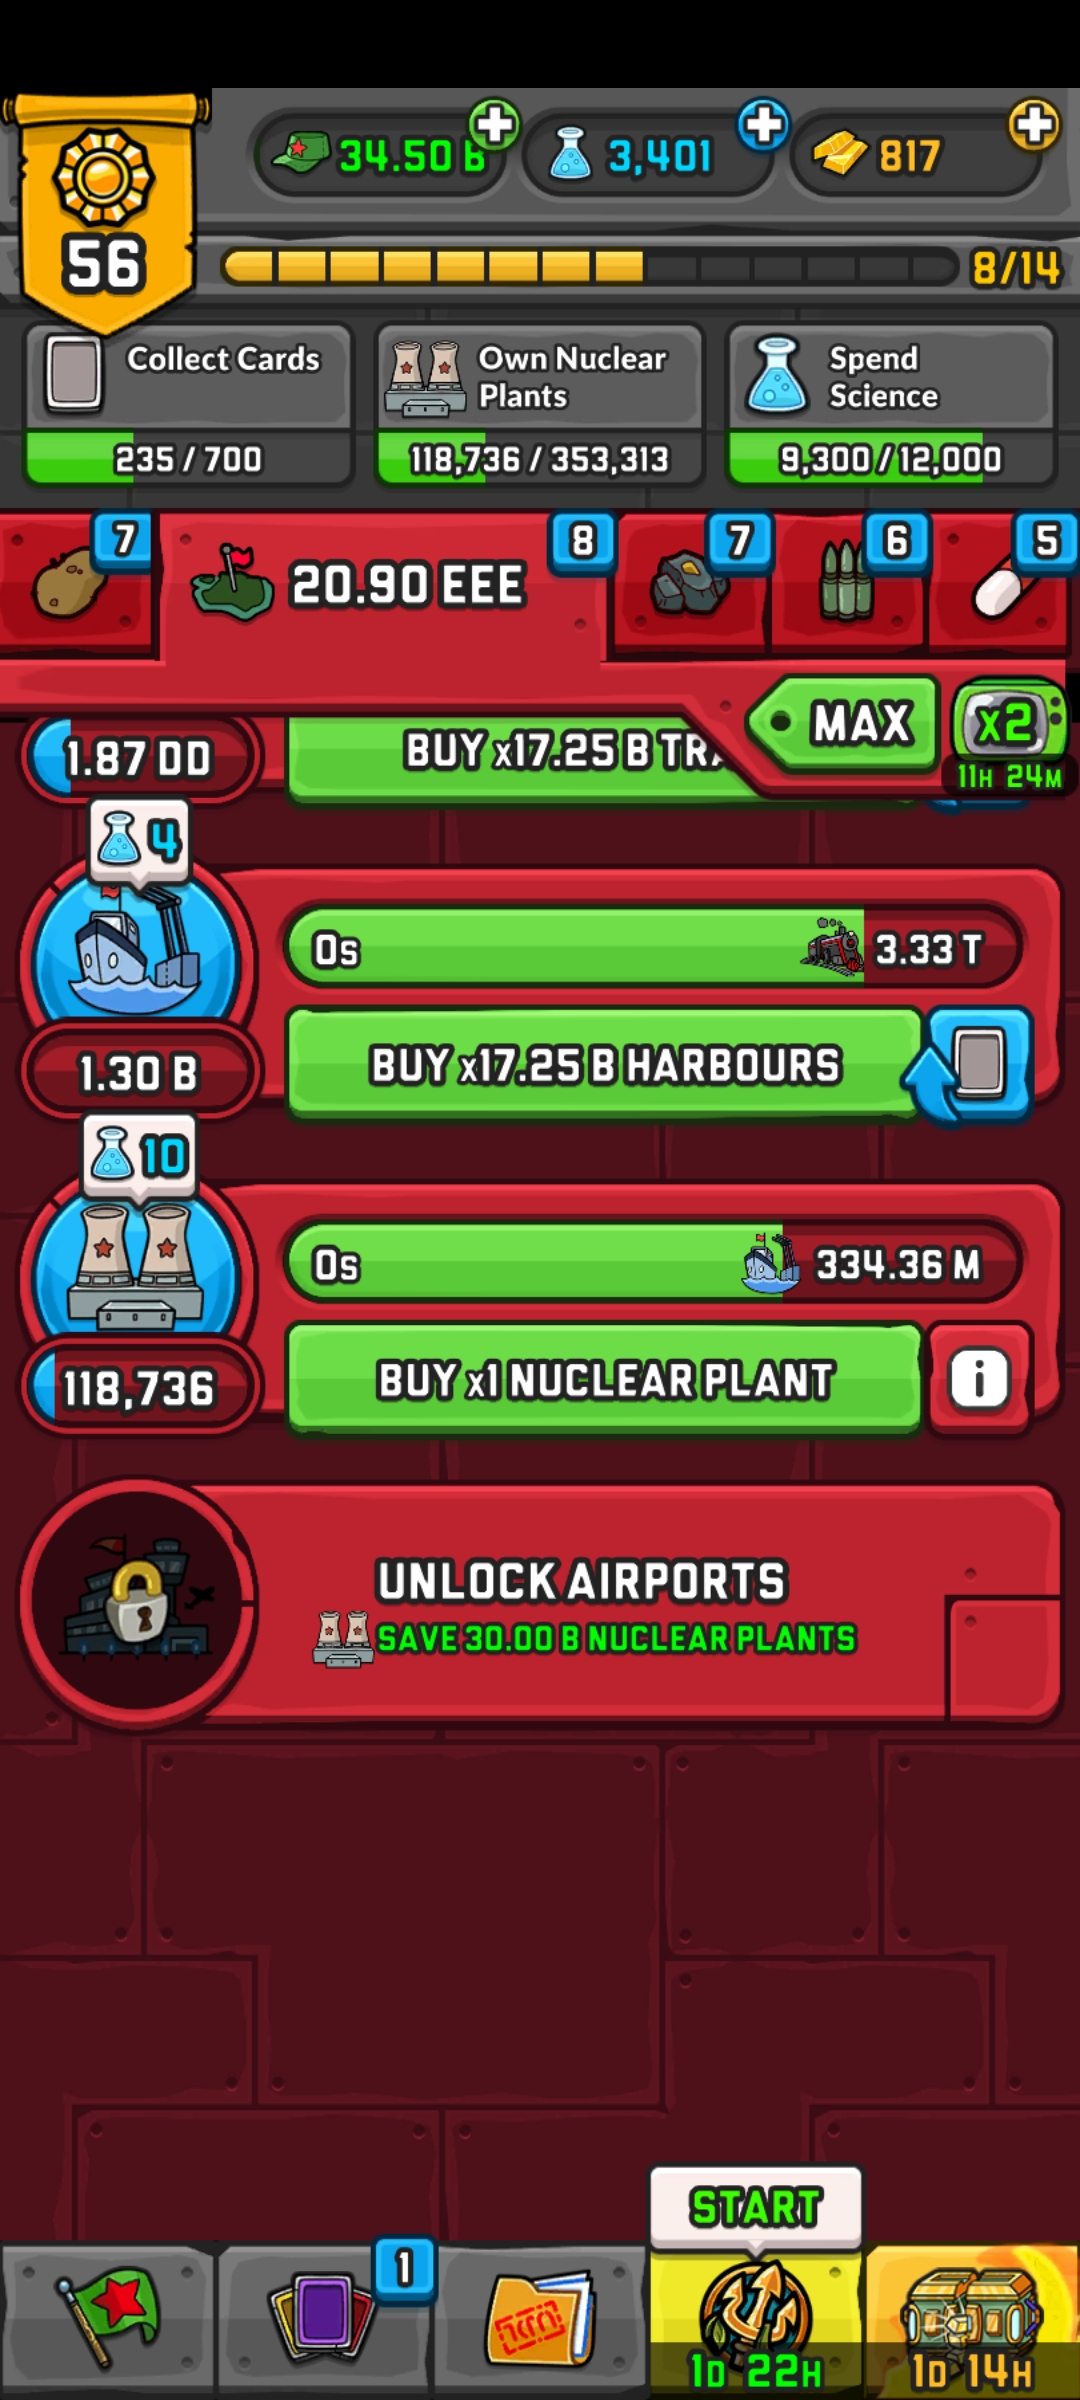 34.50 B
3,401
817
56
8/14
Collect Cards
235 / 700
Own Nuclear
Plants
118,736 / 353,313
Spend
Science
9,300 / 12,000
7
20.90 EEE
8
7
6
5
MAX
x2
11H 24M
1.87 DD
BUY x17.25 B TRA
4
0s
3.33 T
1.30 B
BUY x17.25 B HARBOURS
10
0s
334.36 M
118,736
BUY x1 NUCLEAR PLANT
i
UNLOCK AIRPORTS
SAVE 30.00 B NUCLEAR PLANTS
START
1
1D 22H
1D 14H